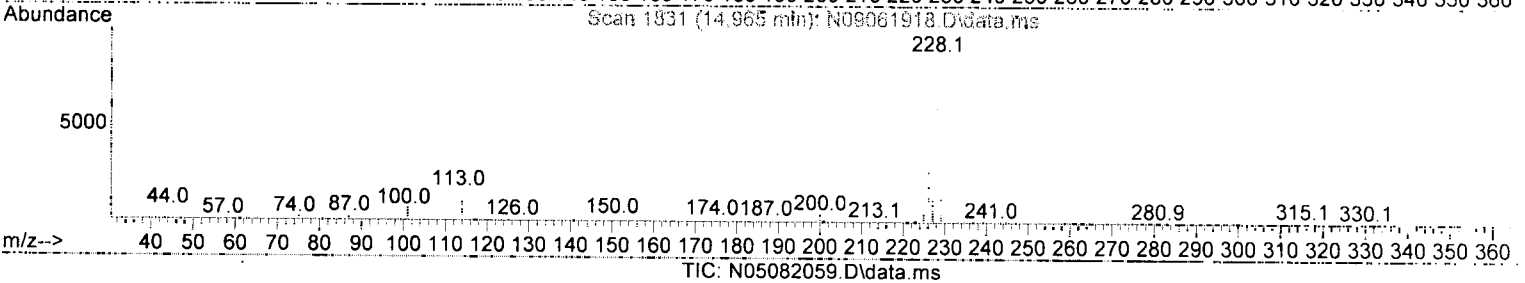 Abundance
Scan 1831 (14.965 min): N09061918.D\data.ms
228.1
5000
44.0 57.0 74.0 87.0 100.0 113.0 126.0 150.0 174.0 187.0 200.0 213.1 241.0 280.9 315.1 330.1
m/z--> 40 50 60 70 80 90 100 110 120 130 140 150 160 170 180 190 200 210 220 230 240 250 260 270 280 290 300 310 320 330 340 350 360
TIC: N05082059.D\data.ms